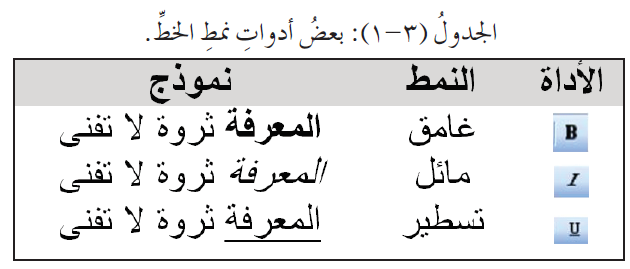 الجدولُ (٣-١): بعضُ أدواتِ نمطِ الخطِّ.
الأداة النمط نموذج
B غامق المعرفة ثروة لا تفنى
I مائل المعرفة ثروة لا تفنى
U تسطير المعرفة ثروة لا تفنى